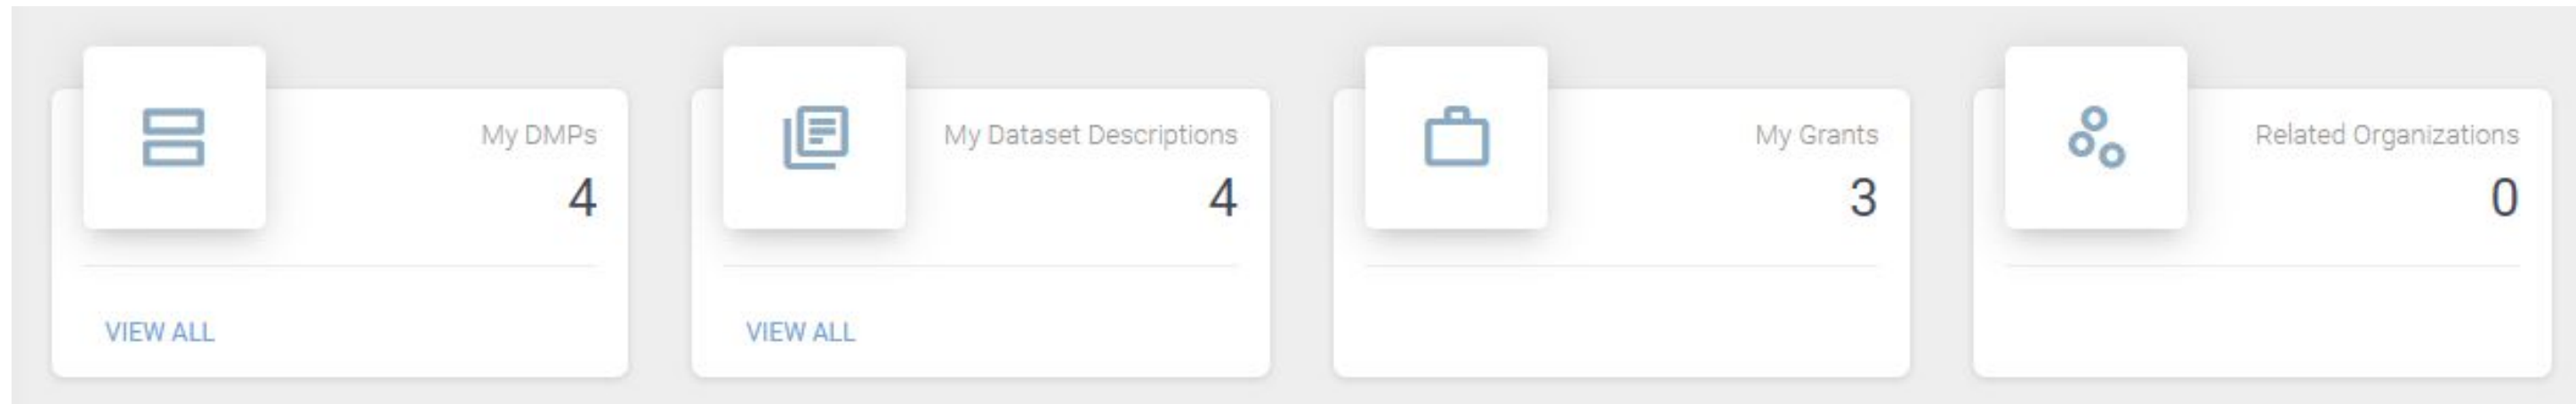 My DMPs
4
VIEW ALL
My Dataset Descriptions
4
VIEW ALL
My Grants
3
Related Organizations
0